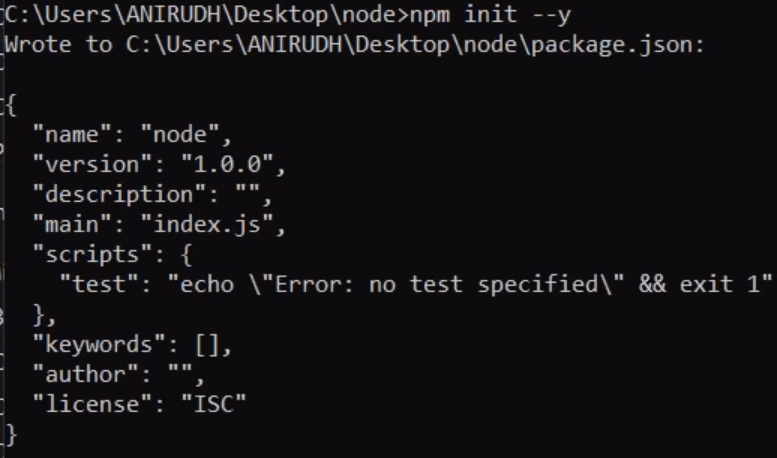 C:\Users\ANIRUDH\Desktop\node>npm init --y
Wrote to C:\Users\ANIRUDH\Desktop\node\package.json:
{
  "name": "node",
  "version": "1.0.0",
  "description": "",
  "main": "index.js",
  "scripts": {
    "test": "echo \"Error: no test specified\" && exit 1"
  },
  "keywords": [],
  "author": "",
  "license": "ISC"
}